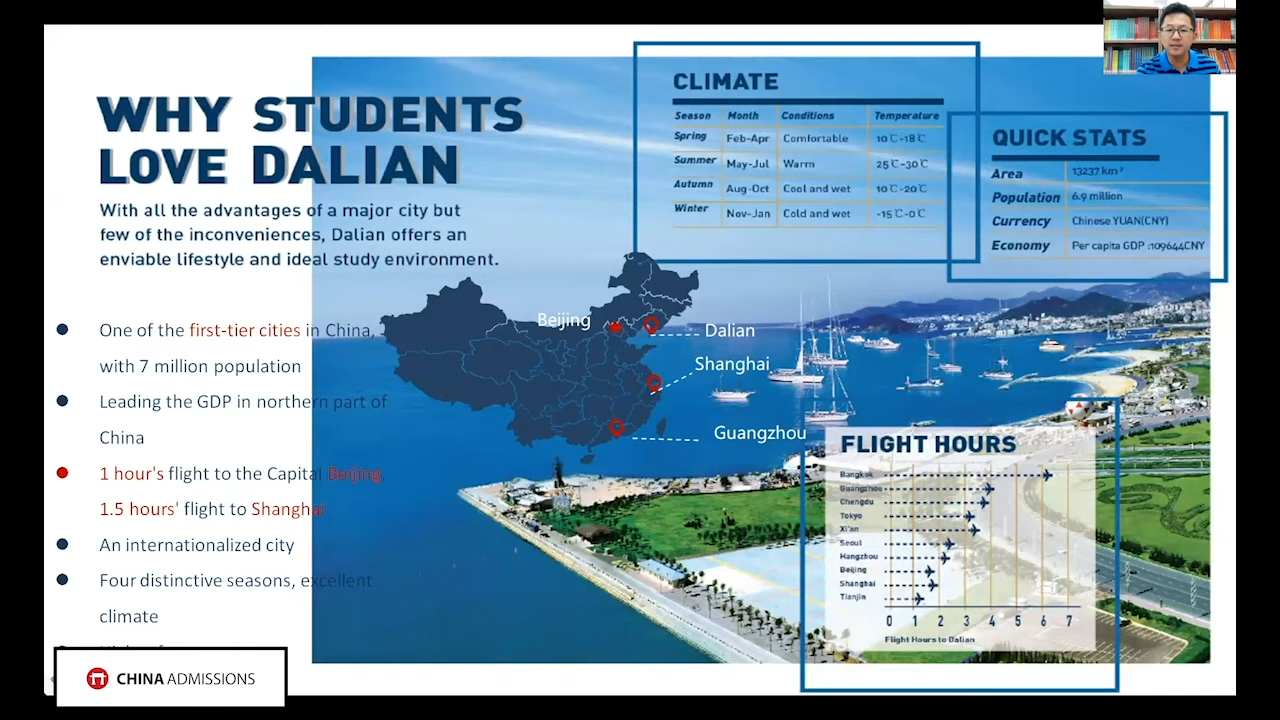 WHY STUDENTS
LOVE DALIAN
With all the advantages of a major city but
few of the inconveniences, Dalian offers an
enviable lifestyle and ideal study environment.
One of the first-tier cities in China,
with 7 million population
Leading the GDP in northern part of
China
1 hour's flight to the Capital Beijing,
1.5 hours' flight to Shanghai
An internationalized city
Four distinctive seasons, excellent
climate
CHINA ADMISSIONS
Beijing
Dalian
Shanghai
Guangzhou
CLIMATE
Season Month Conditions Temperature
Spring Feb-Apr Comfortable 10℃-18℃
Summer May-Jul Warm 25℃-30℃
Autumn Aug-Oct Cool and wet 10℃-20℃
Winter Nov-Jan Cold and wet -15℃-0℃
QUICK STATS
Area 13237 km²
Population 6.9 million
Currency Chinese YUAN(CNY)
Economy Per capita GDP :109644CNY
FLIGHT HOURS
Bangkok
Guangzhou
Chengdu
Tokyo
Xi'an
Seoul
Hangzhou
Beijing
Shanghai
Tianjin
0 1 2 3 4 5 6 7
Flight Hours to Dalian